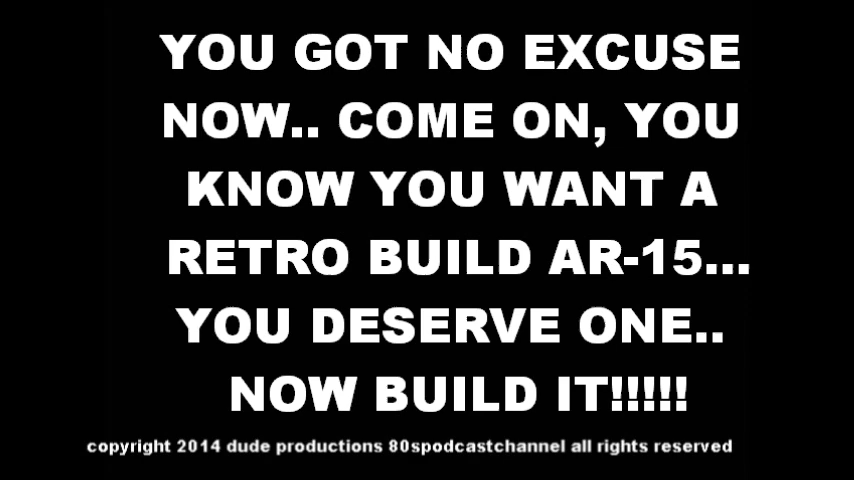 YOU GOT NO EXCUSE
NOW.. COME ON, YOU
KNOW YOU WANT A
RETRO BUILD AR-15...
YOU DESERVE ONE..
NOW BUILD IT!!!!!
copyright 2014 dude productions 80spodcastchannel all rights reserved